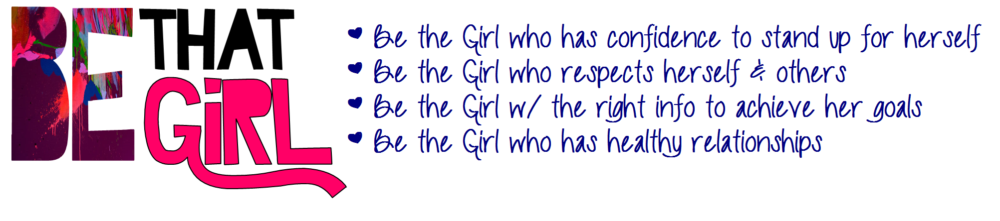 BE THAT
GiRL
Be the Girl who has confidence to stand up for herself
Be the Girl who respects herself & others
Be the Girl w/ the right info to achieve her goals
Be the Girl who has healthy relationships